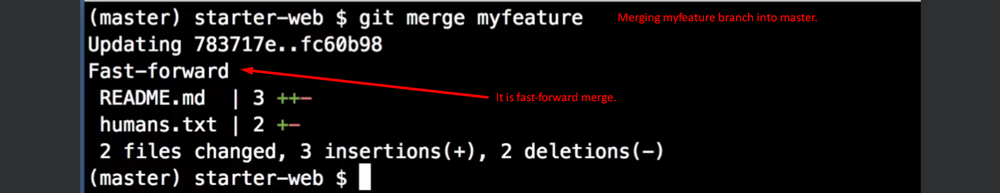 (master) starter-web $ git merge myfeature Merging myfeature branch into master.
Updating 783717e..fc60b98
Fast-forward
README.md | 3 ++-
It is fast-forward merge.
humans.txt | 2 +-
2 files changed, 3 insertions(+), 2 deletions(-)
(master) starter-web $